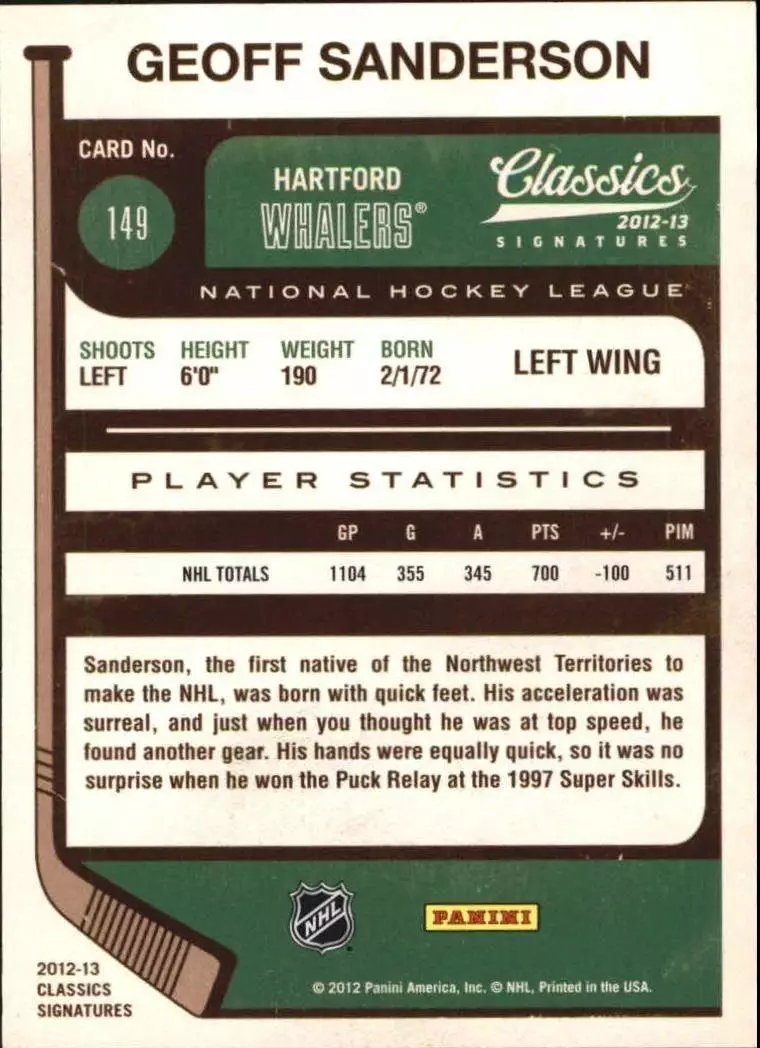 GEOFF SANDERSON
CARD No.
149
HARTFORD
WHALERS®
Classics
2012-13
SIGNATURES
NATIONAL HOCKEY LEAGUE
SHOOTS HEIGHT WEIGHT BORN
LEFT 6'0" 190 2/1/72
LEFT WING
PLAYER STATISTICS
GP G A PTS +/- PIM
NHL TOTALS 1104 355 345 700 -100 511
Sanderson, the first native of the Northwest Territories to
make the NHL, was born with quick feet. His acceleration was
surreal, and just when you thought he was at top speed, he
found another gear. His hands were equally quick, so it was no
surprise when he won the Puck Relay at the 1997 Super Skills.
NHL
PANINI
2012-13
CLASSICS
SIGNATURES
© 2012 Panini America, Inc. © NHL, Printed in the USA.